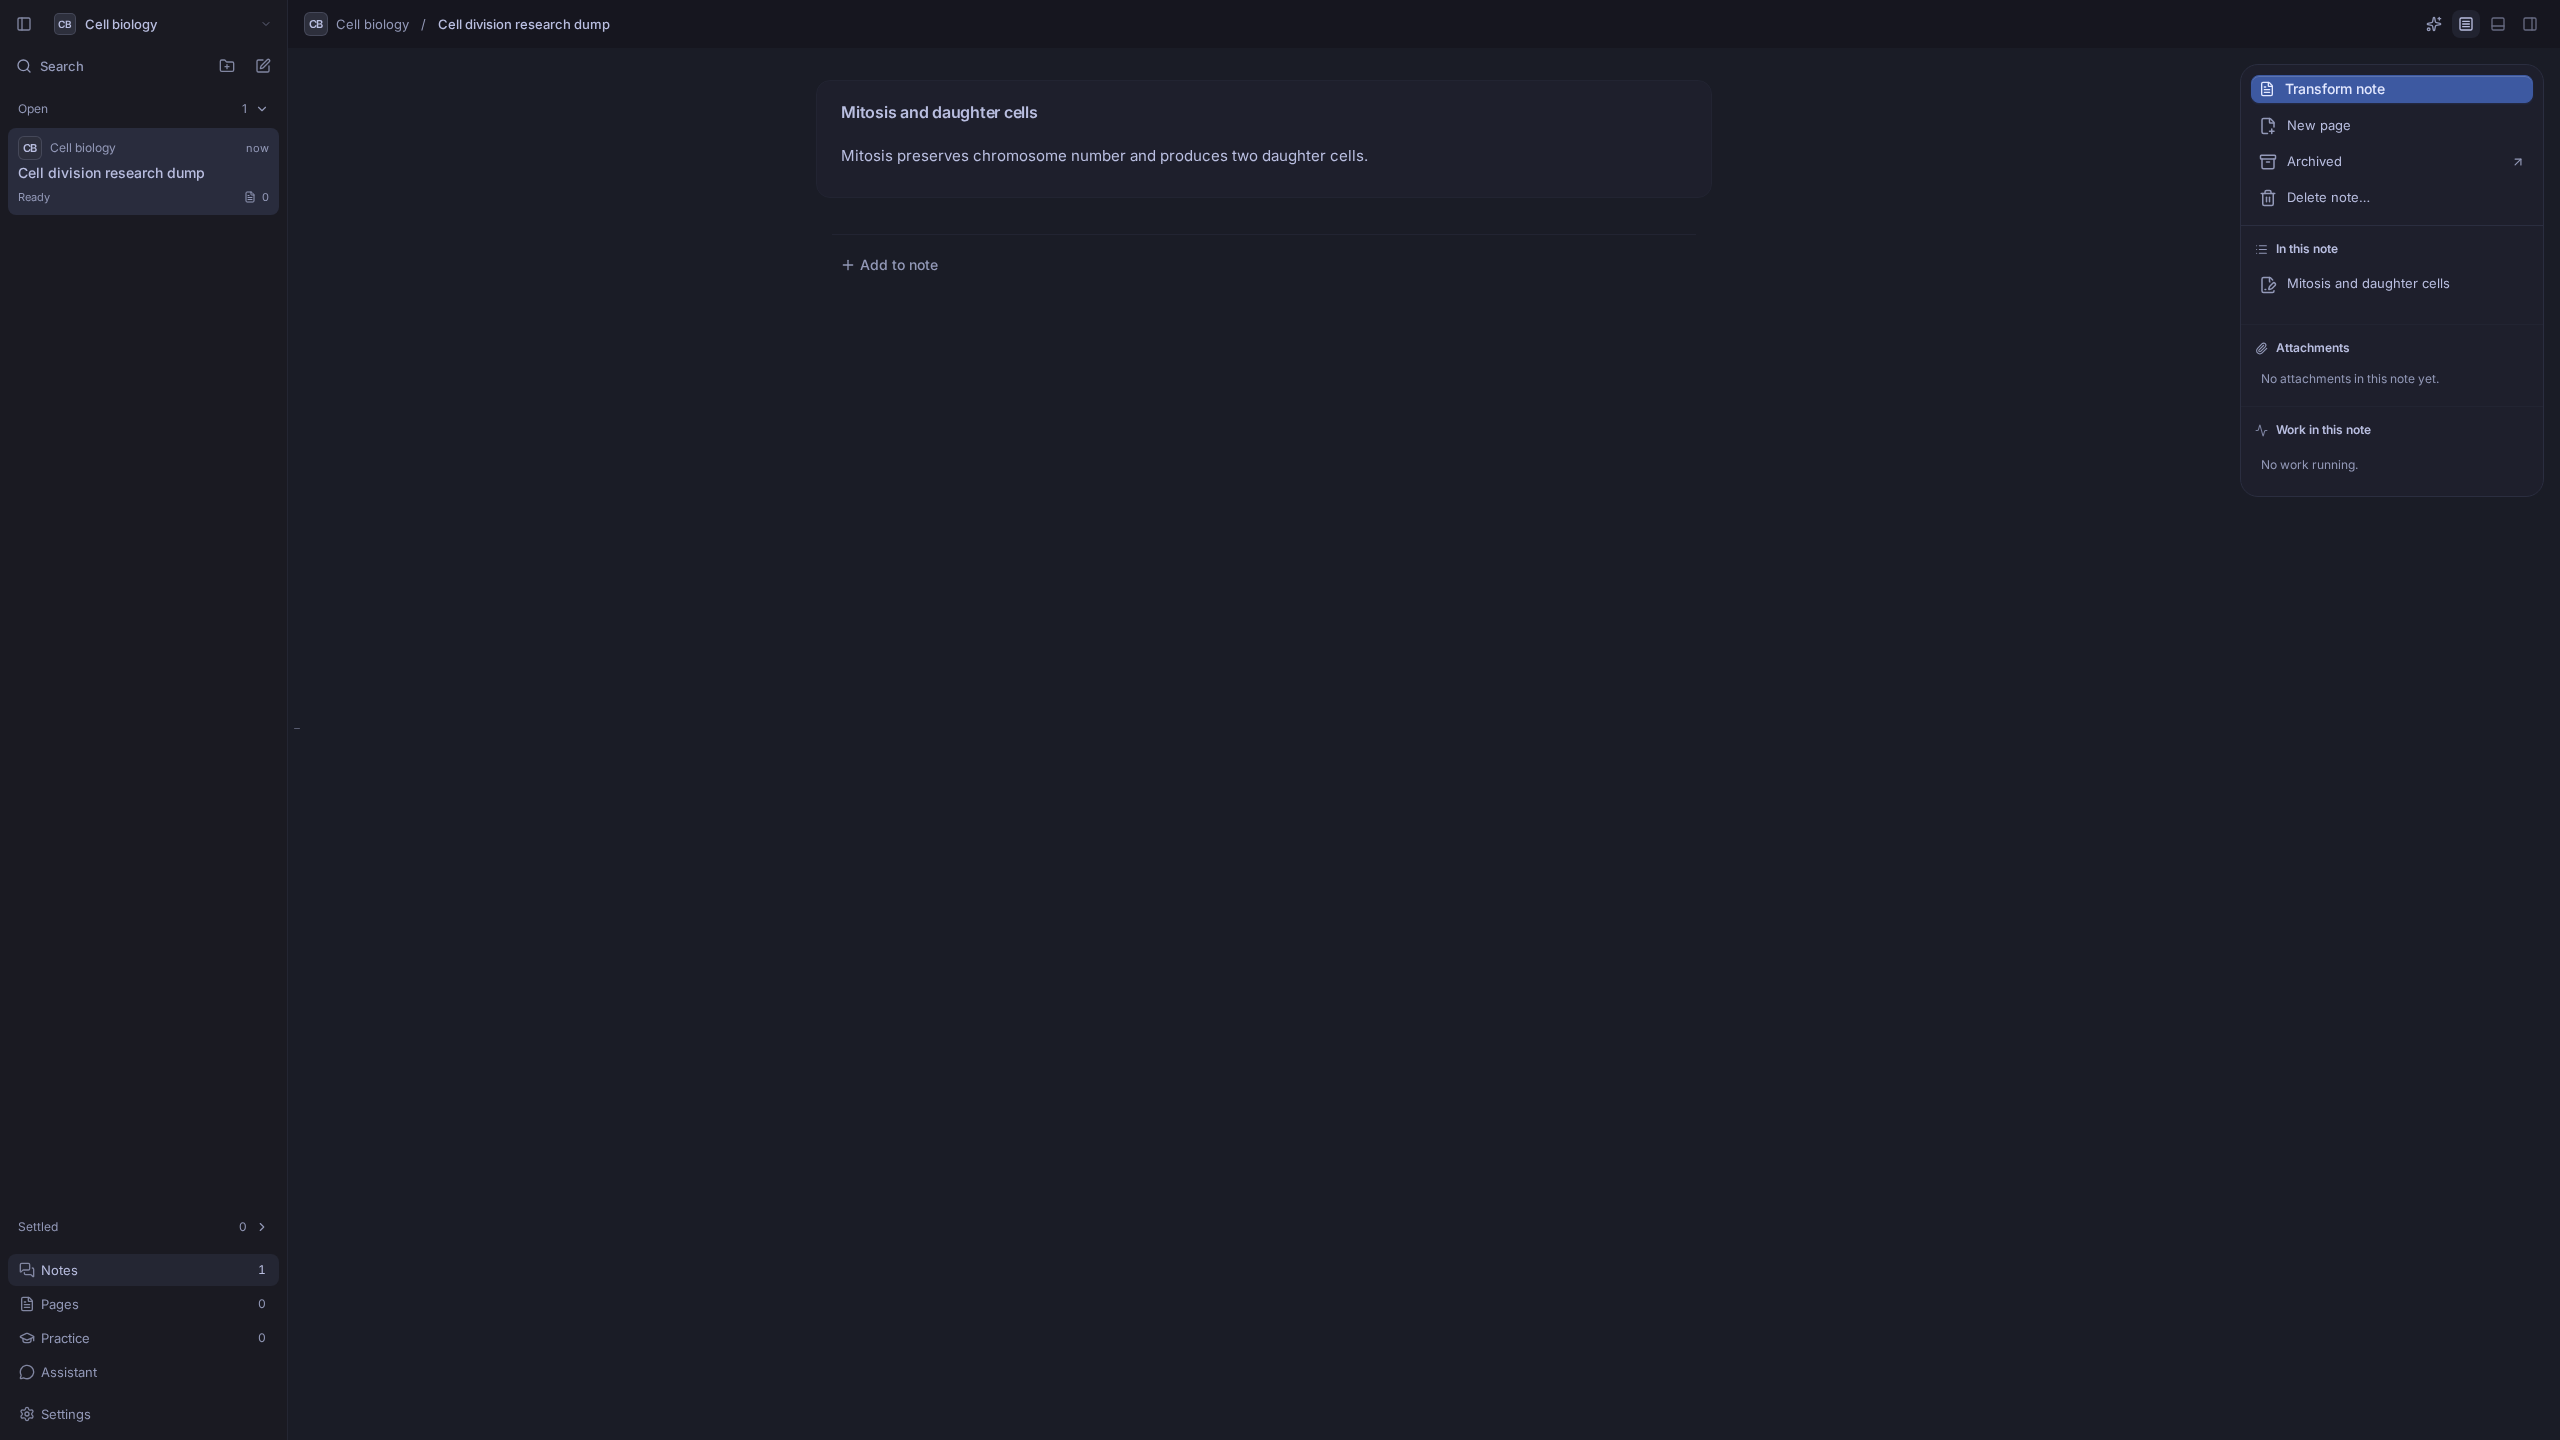 CB Cell biology
Search
Open 1
CB Cell biology now
Cell division research dump
Ready 0
Settled 0
Notes 1
Pages 0
Practice 0
Assistant
Settings
CB Cell biology / Cell division research dump
Mitosis and daughter cells
Mitosis preserves chromosome number and produces two daughter cells.
Add to note
Transform note
New page
Archived
Delete note...
In this note
Mitosis and daughter cells
Attachments
No attachments in this note yet.
Work in this note
No work running.